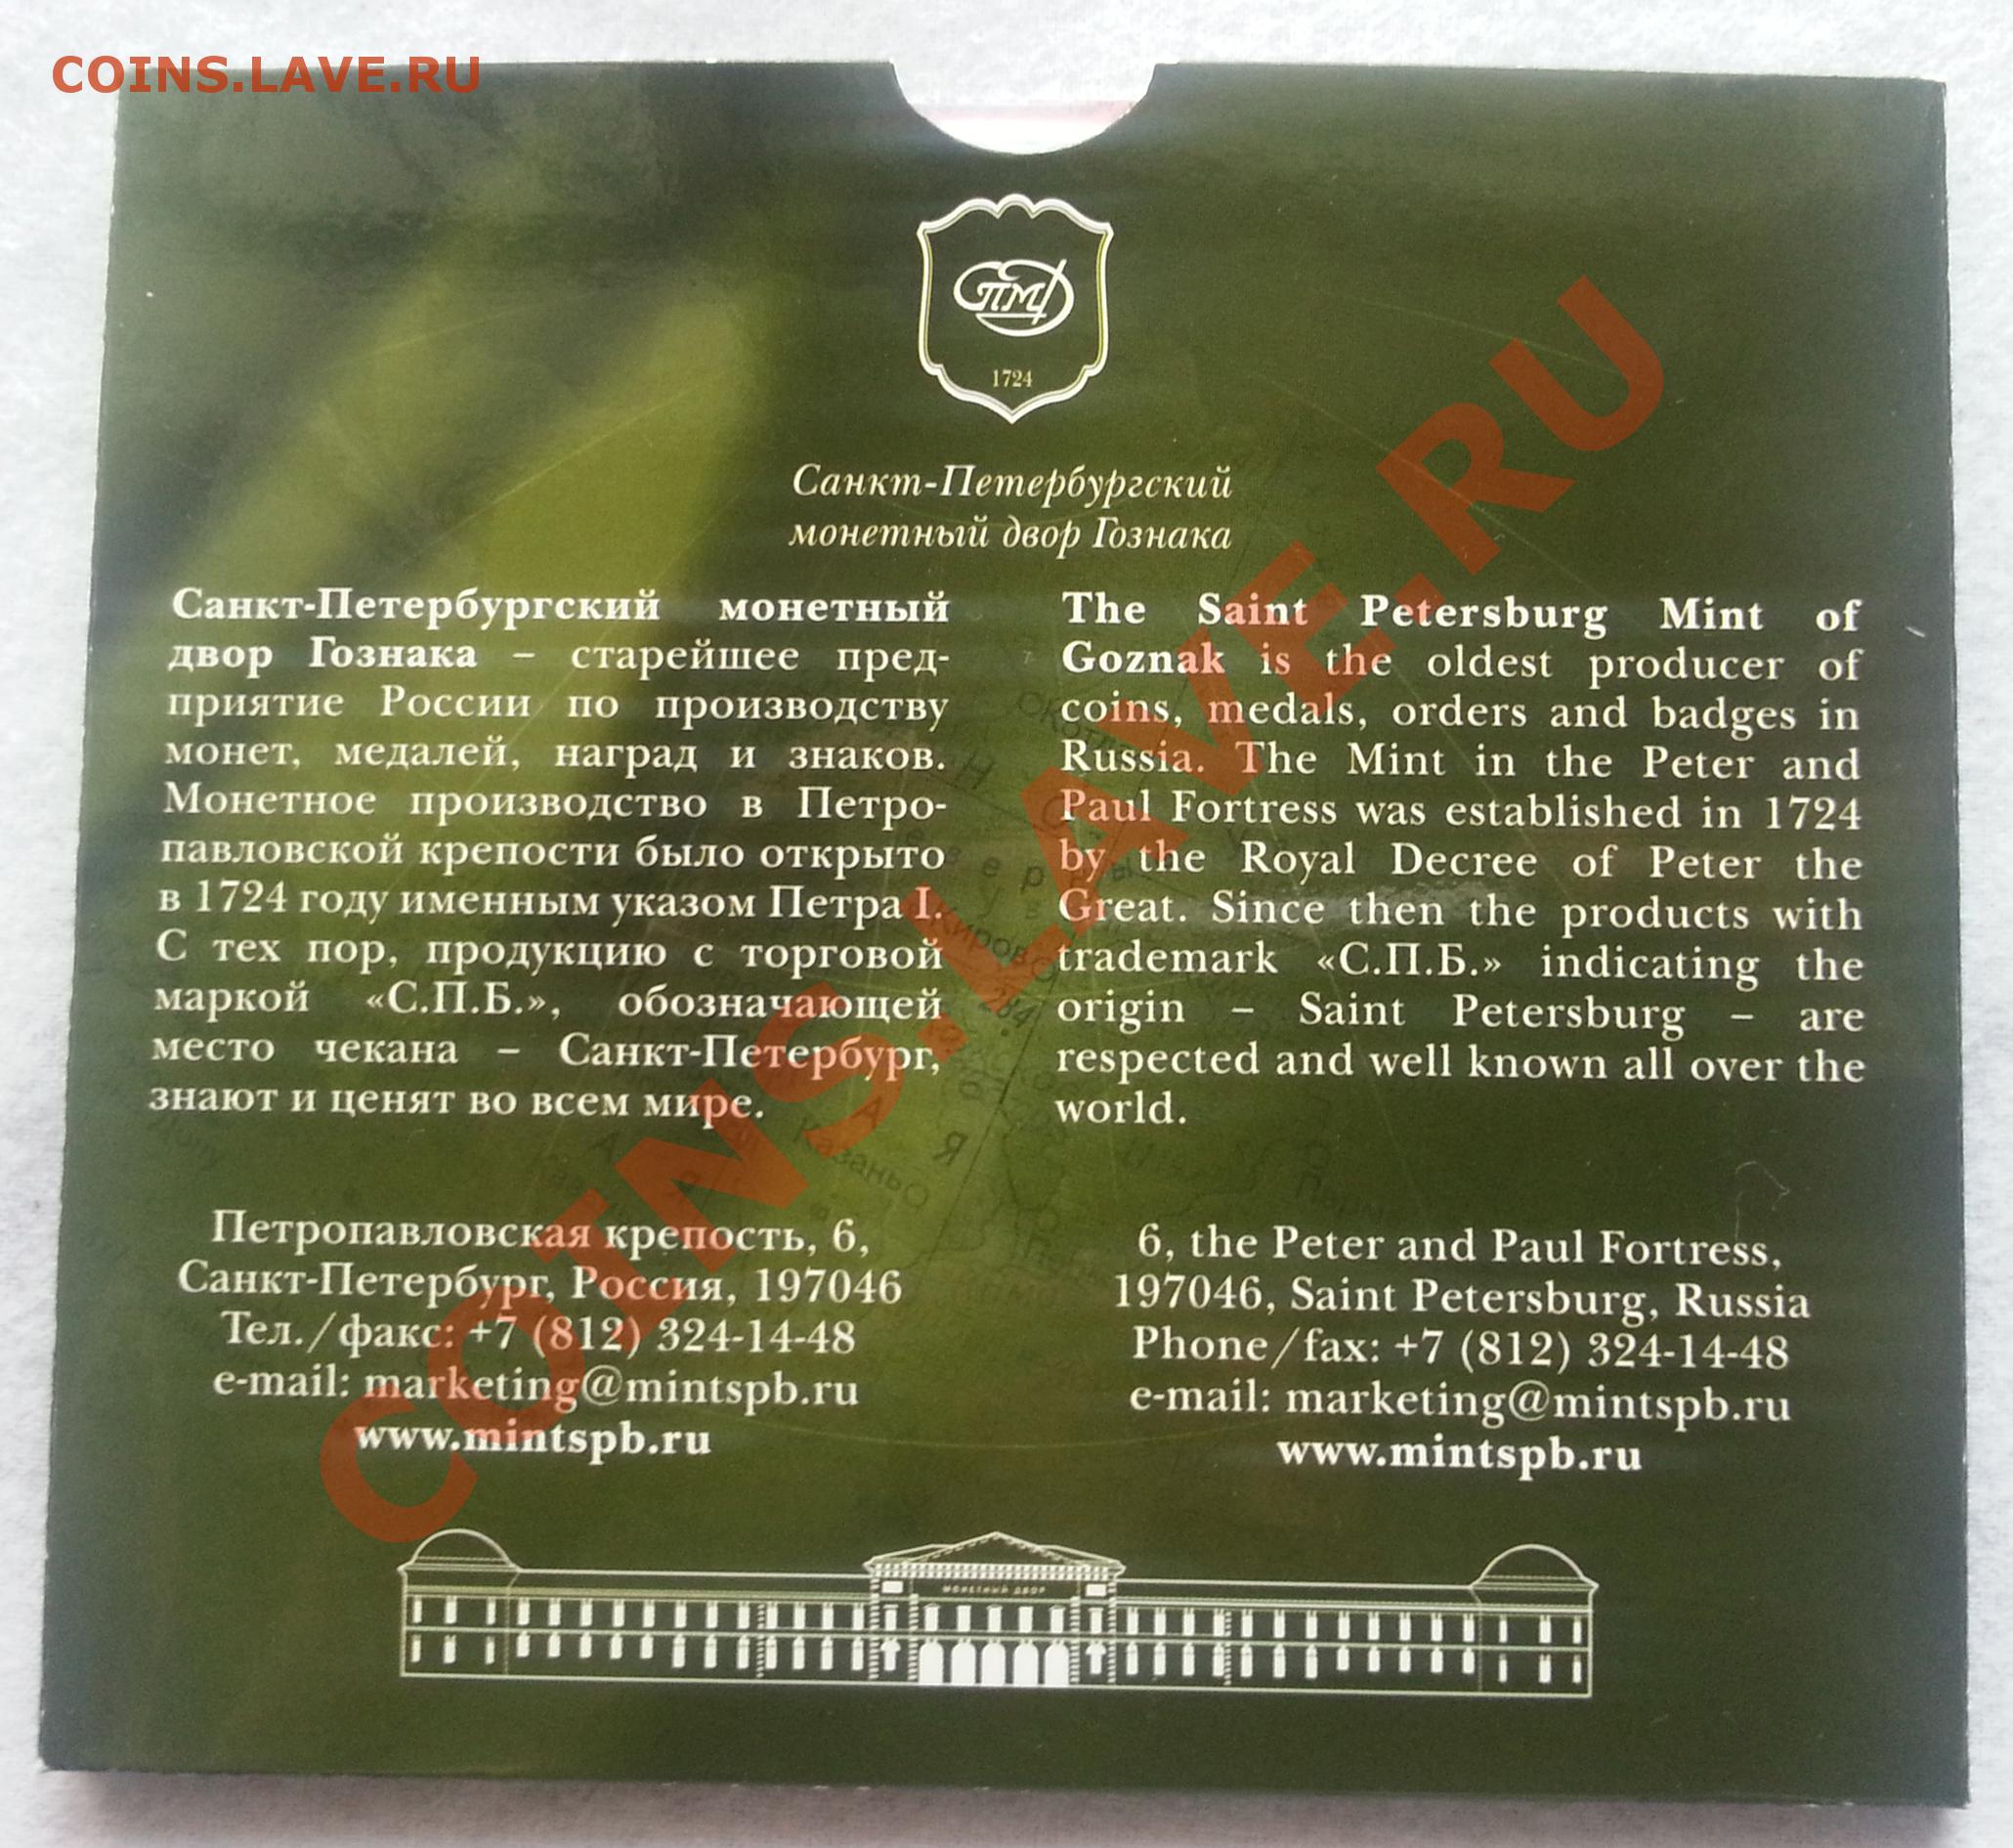 COINS.LAVE.RU
СПМД
1724
Санкт-Петербургский
монетный двор Гознака
Санкт-Петербургский монетный
двор Гознака – старейшее пред-
приятие России по производству
монет, медалей, наград и знаков.
Монетное производство в Петро-
павловской крепости было открыто
в 1724 году именным указом Петра I.
С тех пор, продукцию с торговой
маркой «С.П.Б.», обозначающей
место чекана – Санкт-Петербург,
знают и ценят во всем мире.
The Saint Petersburg Mint of
Goznak is the oldest producer of
coins, medals, orders and badges in
Russia. The Mint in the Peter and
Paul Fortress was established in 1724
by the Royal Decree of Peter the
Great. Since then the products with
trademark «С.П.Б.» indicating the
origin – Saint Petersburg – are
respected and well known all over the
world.
Петропавловская крепость, 6,
Санкт-Петербург, Россия, 197046
Тел./факс: +7 (812) 324-14-48
e-mail: marketing@mintspb.ru
www.mintspb.ru
6, the Peter and Paul Fortress,
197046, Saint Petersburg, Russia
Phone/fax: +7 (812) 324-14-48
e-mail: marketing@mintspb.ru
www.mintspb.ru
МОНЕТНЫЙ ДВОР
Казань
COINS.LAVE.RU